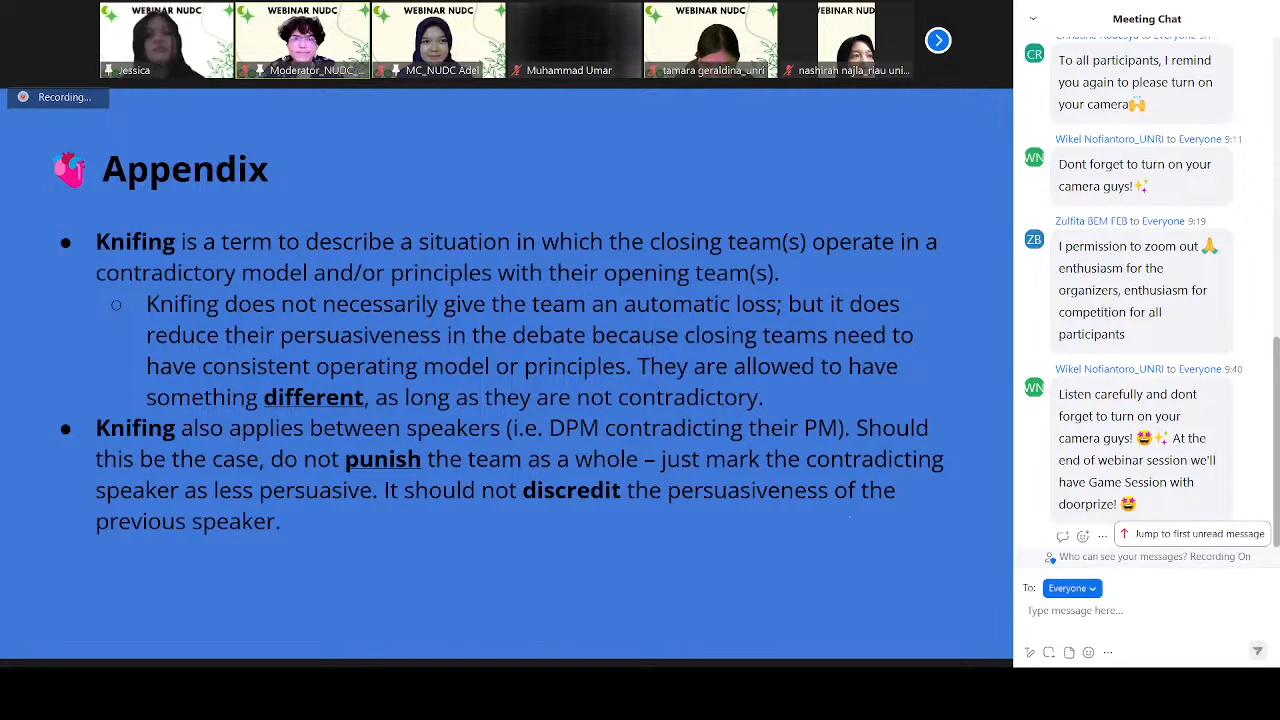 WEBINAR NUDC
WEBINAR NUDC
WEBINAR NUDC
WEBINAR NUDC
WEBINAR NUDC
Jessica
Moderator_NUDC_...
MC_NUDC Adel
Muhammad Umar
tamara geraldina_unri
nashirah najla_riau uni...
Recording...
Appendix
● Knifing is a term to describe a situation in which the closing team(s) operate in a
contradictory model and/or principles with their opening team(s).
○ Knifing does not necessarily give the team an automatic loss; but it does
reduce their persuasiveness in the debate because closing teams need to
have consistent operating model or principles. They are allowed to have
something different, as long as they are not contradictory.
● Knifing also applies between speakers (i.e. DPM contradicting their PM). Should
this be the case, do not punish the team as a whole – just mark the contradicting
speaker as less persuasive. It should not discredit the persuasiveness of the
previous speaker.
Meeting Chat
to Everyone
CR
To all participants, I remind
you again to please turn on
your camera🙌
Wikel Nofiantoro_UNRI to Everyone 9:11
WN
Dont forget to turn on your
camera guys!✨
Zulfita BEM FEB to Everyone 9:19
ZB
I permission to zoom out 🙏
enthusiasm for the
organizers, enthusiasm for
competition for all
participants
Wikel Nofiantoro_UNRI to Everyone 9:40
WN
Listen carefully and dont
forget to turn on your
camera guys! 🤩✨ At the
end of webinar session we'll
have Game Session with
doorprize! 🤩
↑ Jump to first unread message
Who can see your messages? Recording On
To: Everyone
Type message here...